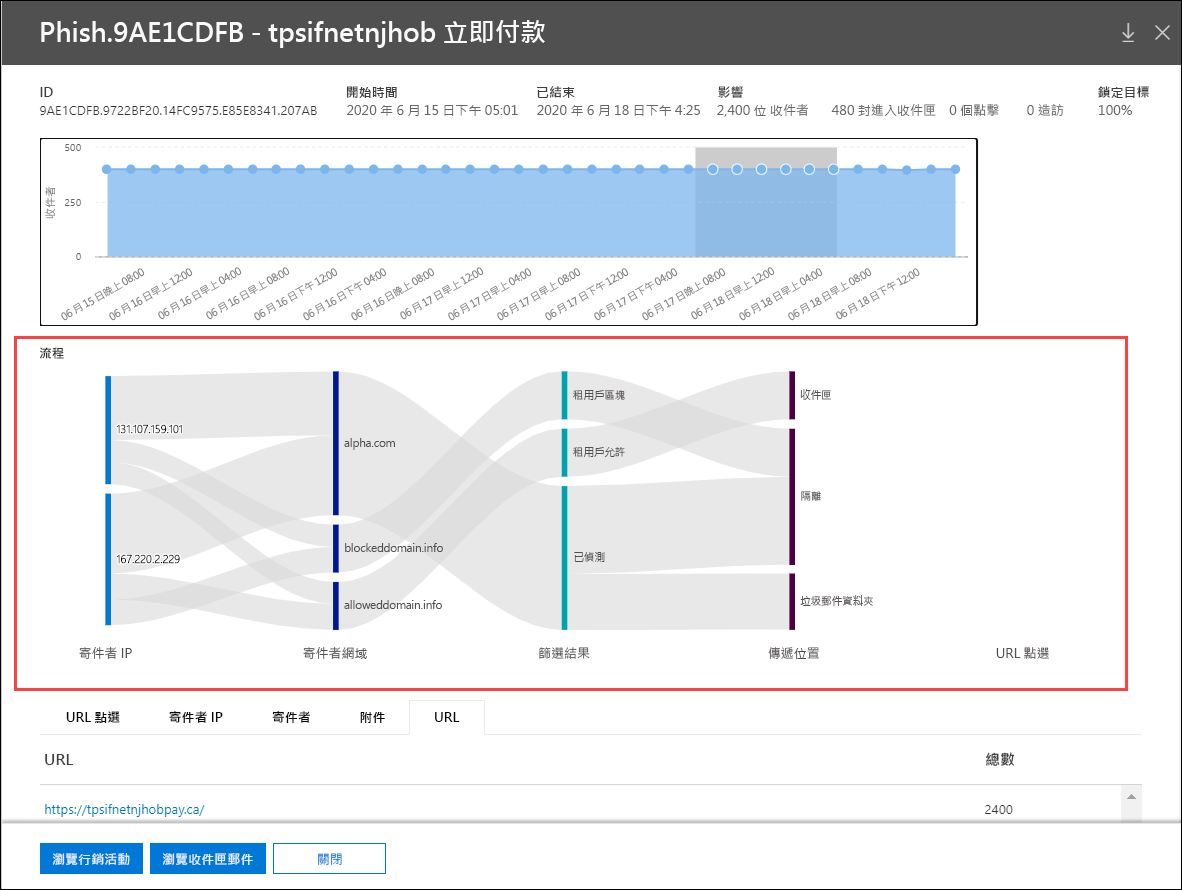 Phish.9AE1CDFB - tpsifnetnjhob 立即付款
ID 開始時間 已結束 影響 鎖定目標
9AE1CDFB.9722BF20.14FC9575.E85E8341.207AB 2020 年 6 月 15 日下午 05:01 2020 年 6 月 18 日下午 4:25 2,400 位 收件者 480 封進入收件匣 0 個點擊 0 造訪 100%
500
250
0
收件者
06 月 15 日晚上 08:00
06 月 16 日早上 12:00
06 月 16 日早上 04:00
06 月 16 日早上 08:00
06 月 16 日下午 12:00
06 月 16 日下午 04:00
06 月 16 日晚上 08:00
06 月 17 日早上 12:00
06 月 17 日早上 04:00
06 月 17 日早上 08:00
06 月 17 日下午 12:00
06 月 17 日下午 04:00
06 月 17 日晚上 08:00
06 月 18 日早上 12:00
06 月 18 日早上 04:00
06 月 18 日早上 08:00
06 月 18 日下午 12:00
流程
131.107.159.101
167.220.2.229
alpha.com
blockeddomain.info
alloweddomain.info
租用戶區塊
租用戶允許
已偵測
收件匣
隔離
垃圾郵件資料夾
寄件者 IP 寄件者網域 篩選結果 傳遞位置 URL 點選
URL 點選 寄件者 IP 寄件者 附件 URL
URL 總數
https://tpsifnetnjhobpay.ca/ 2400
瀏覽行銷活動 瀏覽收件匣郵件 關閉